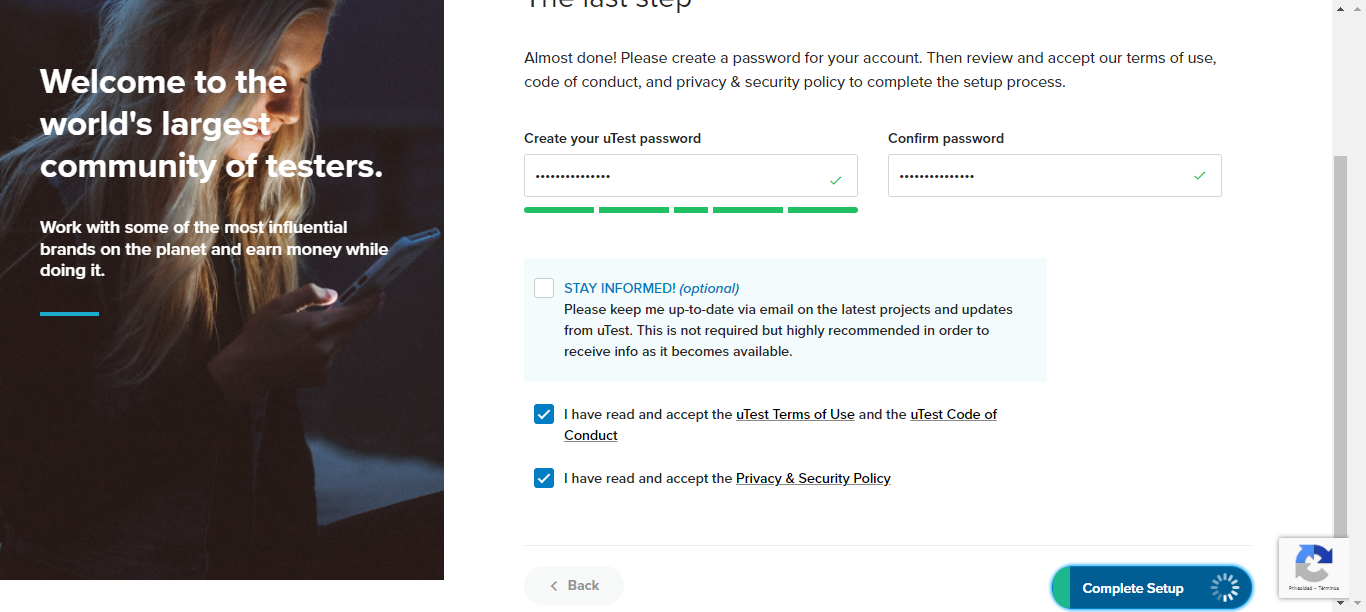 Welcome to the
world's largest
community of testers.
Work with some of the most influential
brands on the planet and earn money while
doing it.
The last step
Almost done! Please create a password for your account. Then review and accept our terms of use,
code of conduct, and privacy & security policy to complete the setup process.
Create your uTest password
Confirm password
•••••••••••••••
•••••••••••••••
STAY INFORMED! (optional)
Please keep me up-to-date via email on the latest projects and updates
from uTest. This is not required but highly recommended in order to
receive info as it becomes available.
I have read and accept the uTest Terms of Use and the uTest Code of
Conduct
I have read and accept the Privacy & Security Policy
Back
Complete Setup
Privacidad - Términos